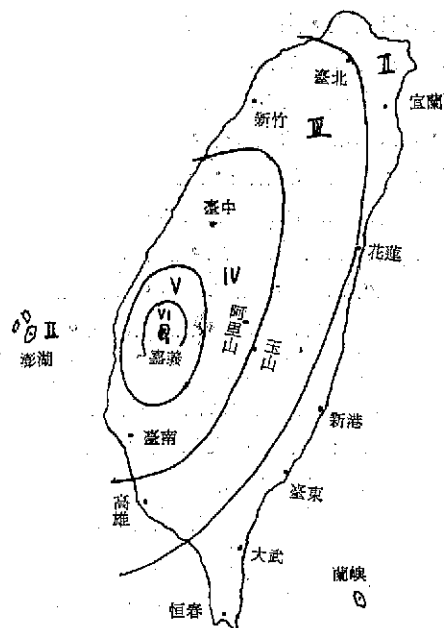 臺北
II
宜蘭
新竹
III
臺中
花蓮
V
IV
VI
阿里山
玉山
嘉義
II
澎湖
新港
臺南
臺東
高雄
大武
蘭嶼
恒春